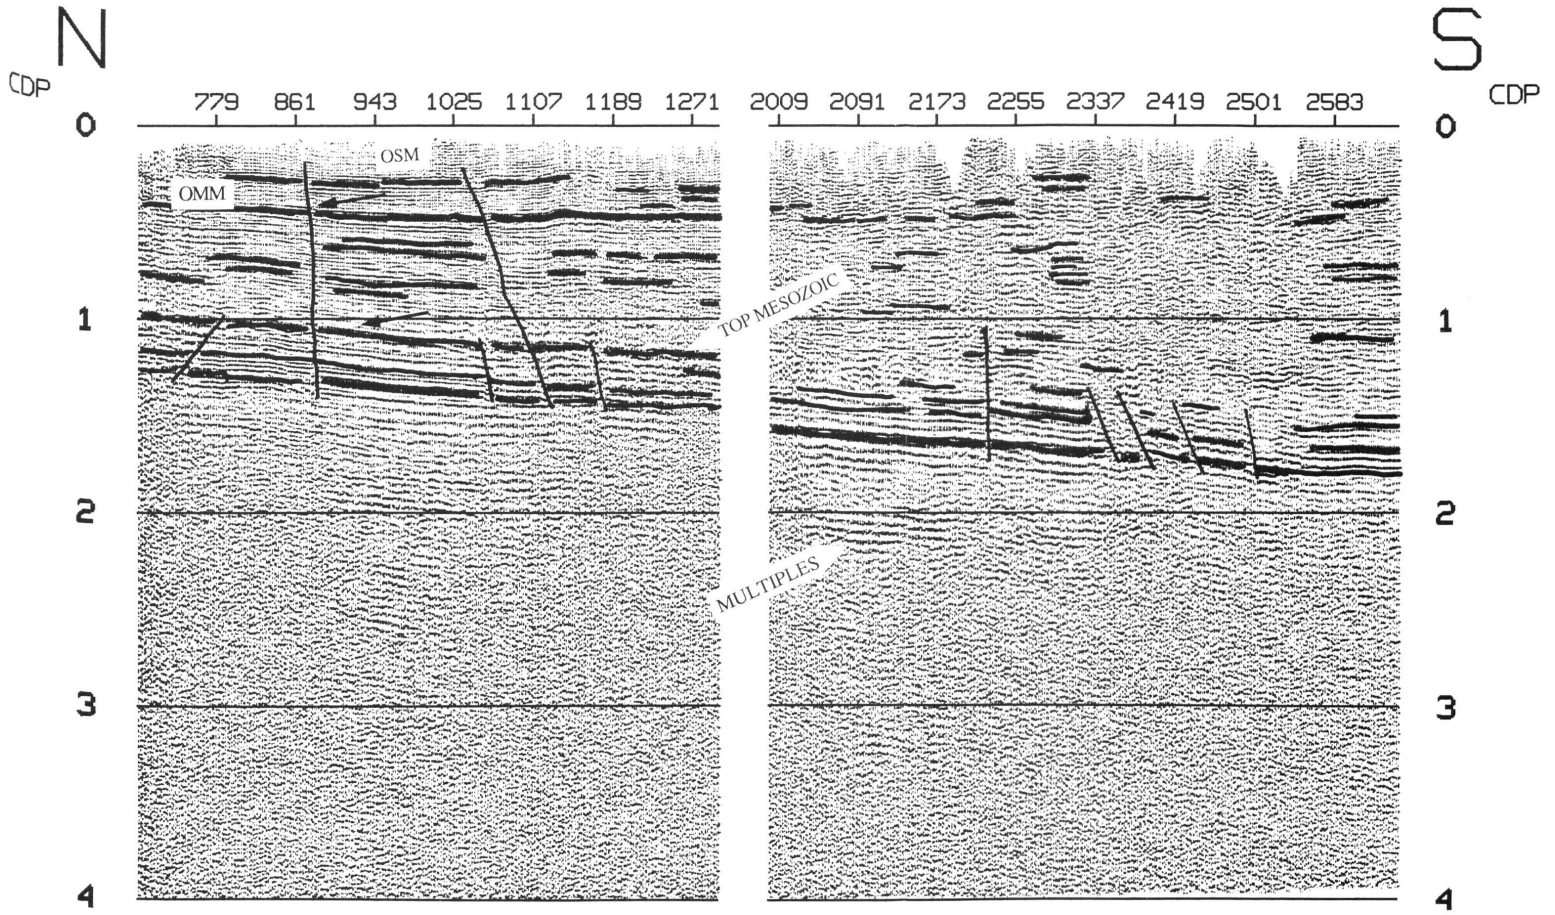 N
S
CDP
CDP
779 861 943 1025 1107 1189 1271
2009 2091 2173 2255 2337 2419 2501 2583
0
0
OSM
OMM
TOP MESOZOIC
1
1
2
2
MULTIPLES
3
3
4
4